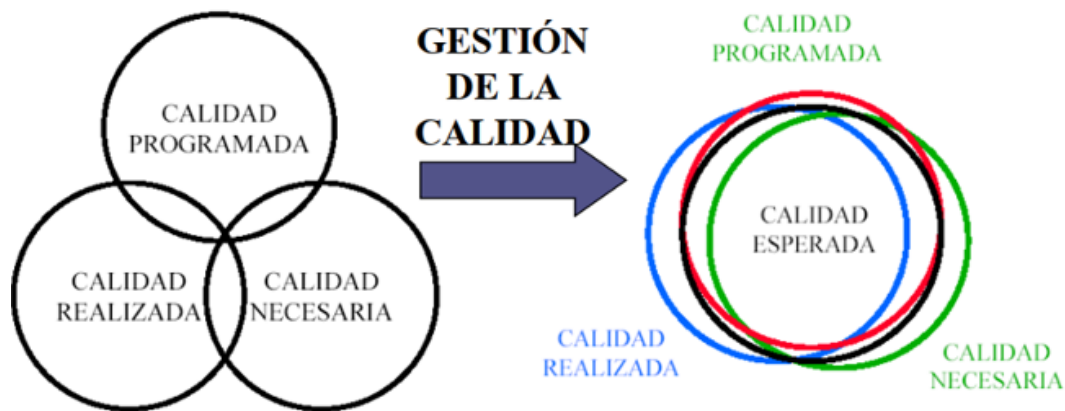 CALIDAD
PROGRAMADA
CALIDAD
REALIZADA
CALIDAD
NECESARIA
GESTIÓN
DE LA
CALIDAD
CALIDAD
PROGRAMADA
CALIDAD
ESPERADA
CALIDAD
REALIZADA
CALIDAD
NECESARIA